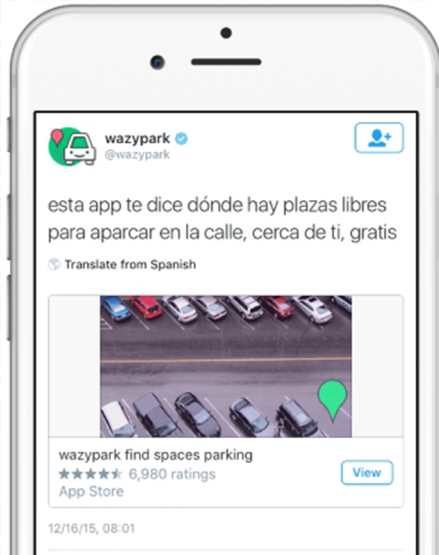 wazypark
@wazypark
esta app te dice dónde hay plazas libres
para aparcar en la calle, cerca de ti, gratis
Translate from Spanish
wazypark find spaces parking
6,980 ratings
View
App Store
12/16/15, 08:01